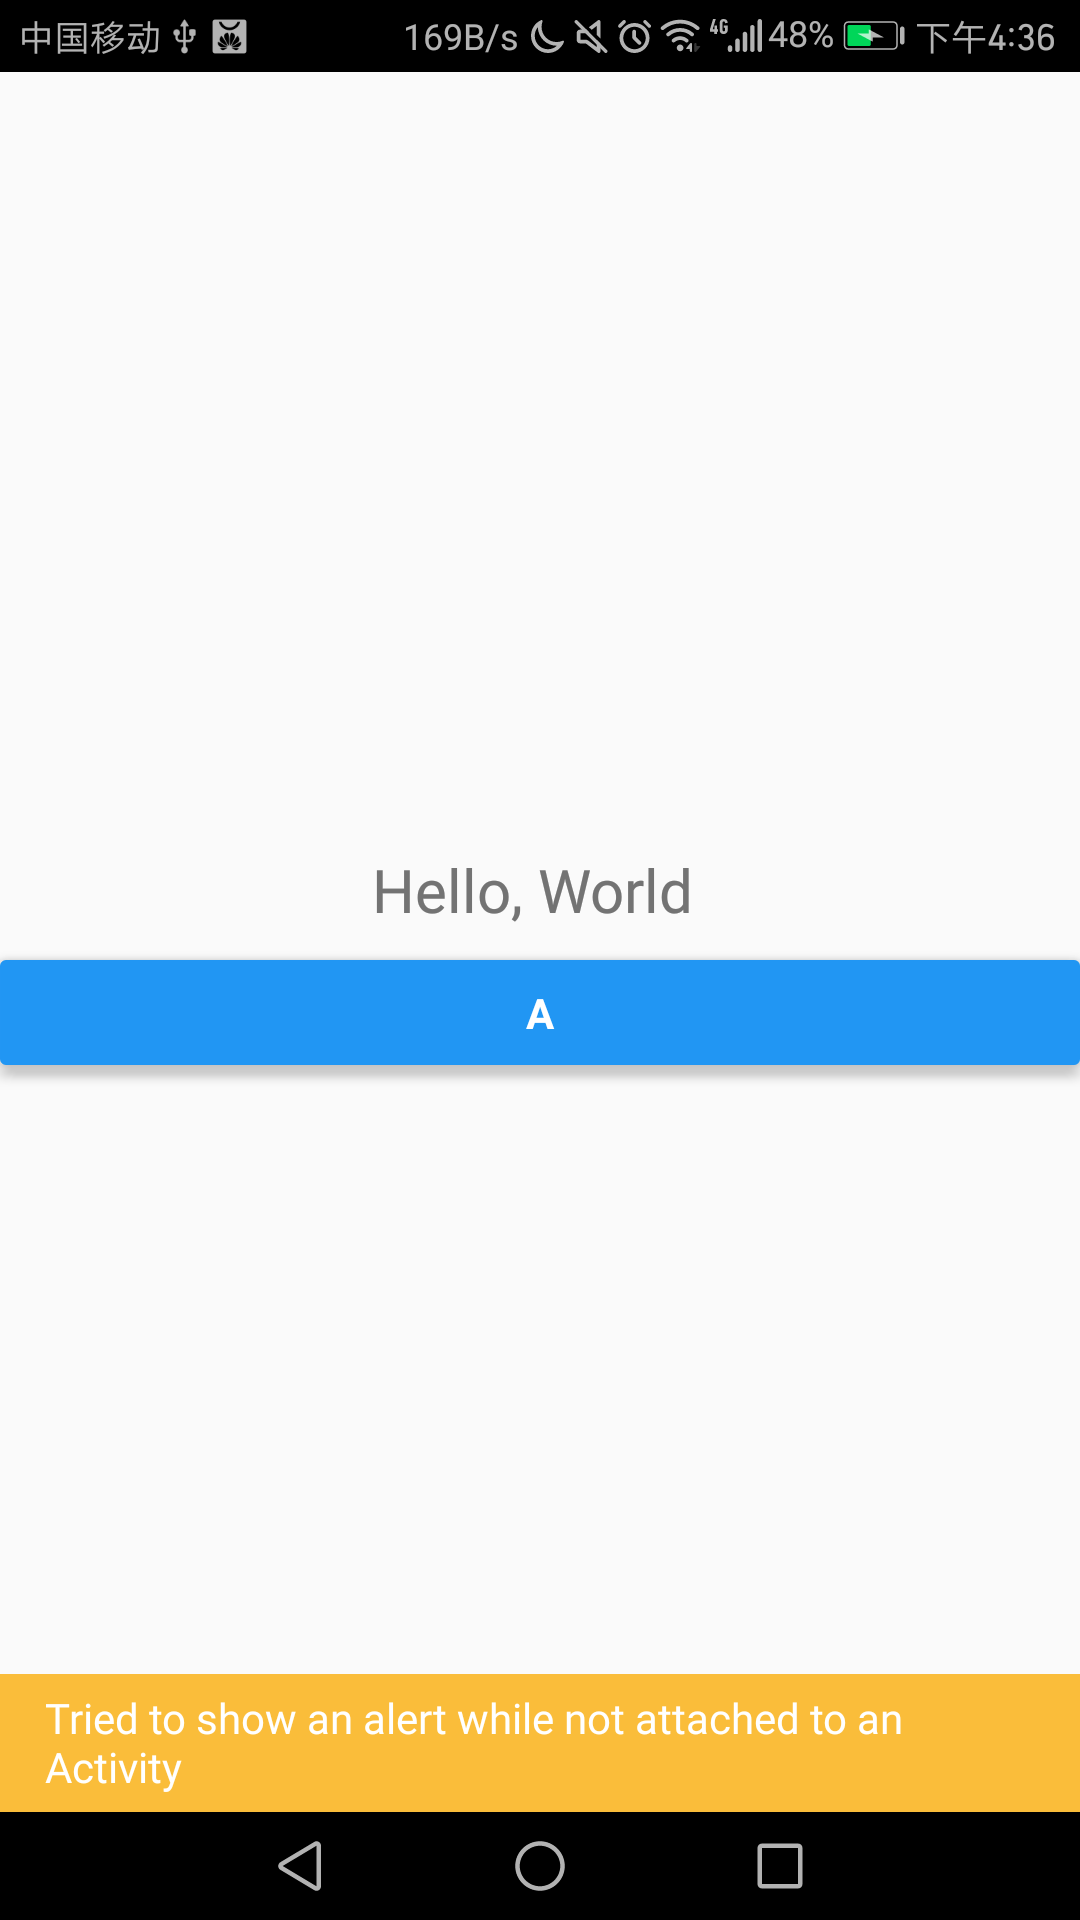 中国移动 169B/s 4G 48% 下午4:36
Hello, World
A
Tried to show an alert while not attached to an
Activity